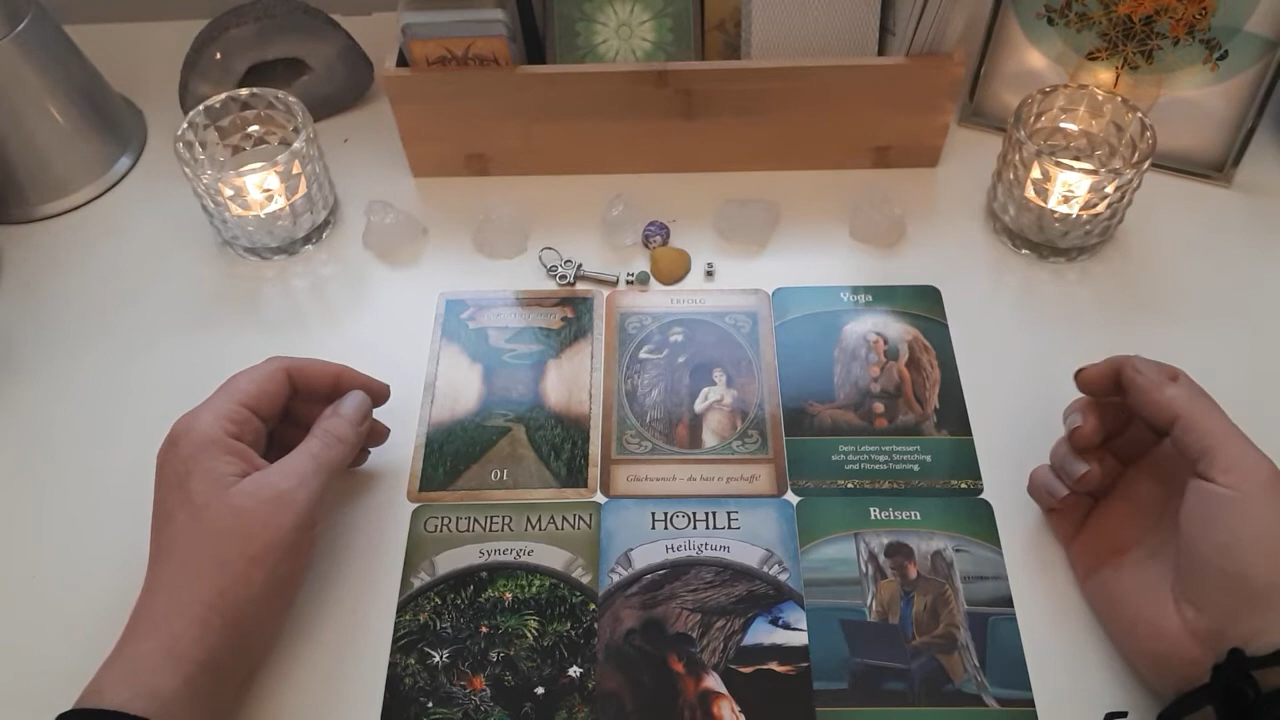 ERFOLG
Yoga
Dein Leben verbessert
sich durch Yoga, Stretching
und Fitness-Training.
10
Glückwunsch – du hast es geschafft!
GRÜNER MANN
Synergie
HÖHLE
Heiligtum
Reisen